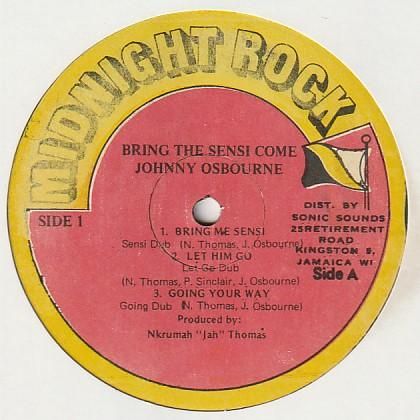 MIDNIGHT ROCK
BRING THE SENSI COME
JOHNNY OSBOURNE
SIDE 1
DIST. BY
SONIC SOUNDS
25RETIREMENT
ROAD
KINGSTON 5,
JAMAICA WI
Side A
1. BRING ME SENSI
Sensi Dub (N. Thomas, J. Osbourne)
2. LET HIM GO
Let Go Dub
(N. Thomas, P. Sinclair, J. Osbourne)
3. GOING YOUR WAY
Going Dub (N. Thomas, J. Osbourne)
Produced by:
Nkrumah "Jah" Thomas